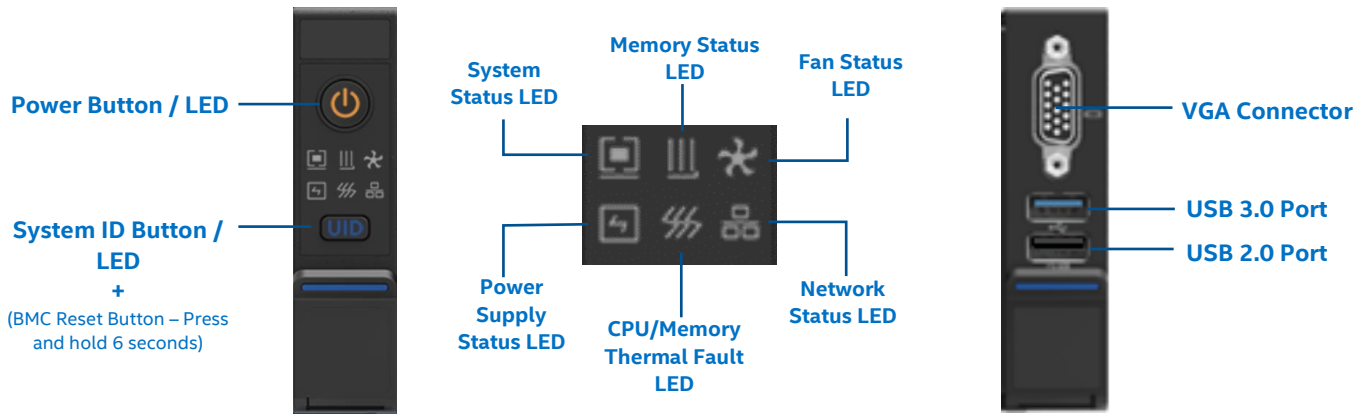 Power Button / LED
System ID Button /
LED
+
(BMC Reset Button – Press
and hold 6 seconds)
UID
System
Status LED
Memory Status
LED
Fan Status
LED
Power
Supply
Status LED
CPU/Memory
Thermal Fault
LED
Network
Status LED
VGA Connector
USB 3.0 Port
USB 2.0 Port